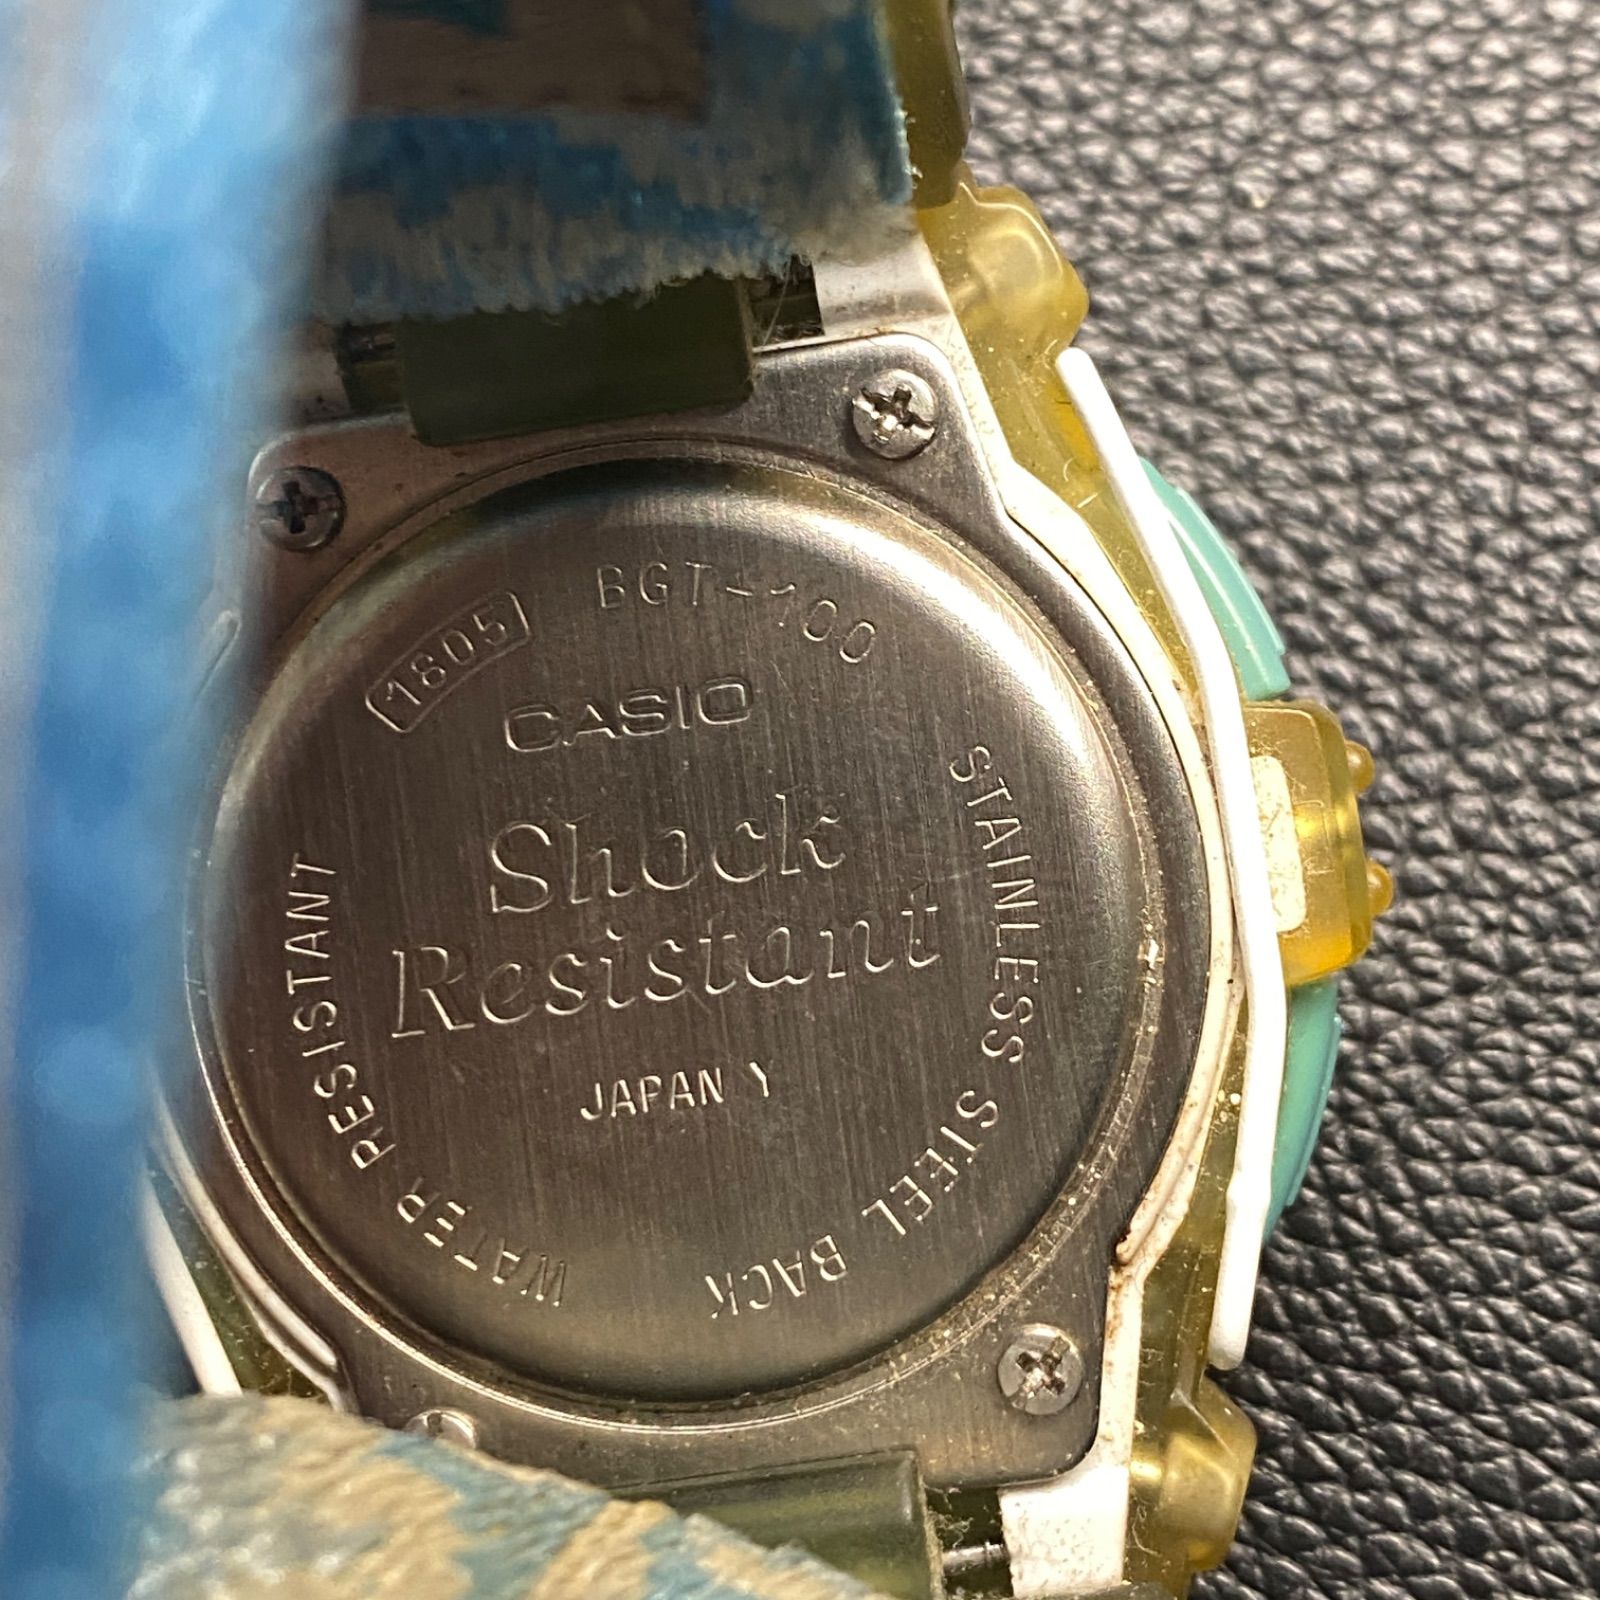 1805 BGT-100
CASIO
Shock
Resistant
JAPAN Y
WATER RESISTANT
STAINLESS STEEL BACK